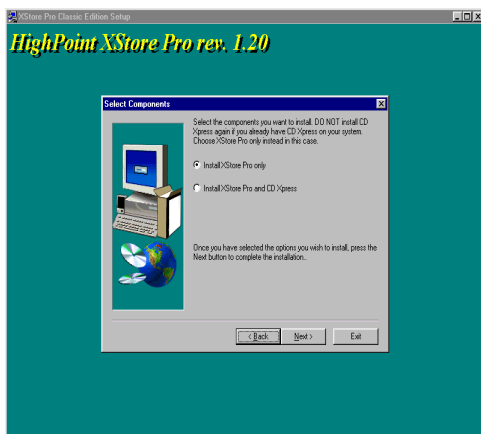 XStore Pro Classic Edition Setup
HighPoint XStore Pro rev. 1.20
Select Components
Select the components you want to install. DO NOT install CD
Xpress again if you already have CD Xpress on your system.
Choose XStore Pro only instead in this case.
Install XStore Pro only
Install XStore Pro and CD Xpress
Once you have selected the options you wish to install, press the
Next button to complete the installation..
< Back
Next >
Exit